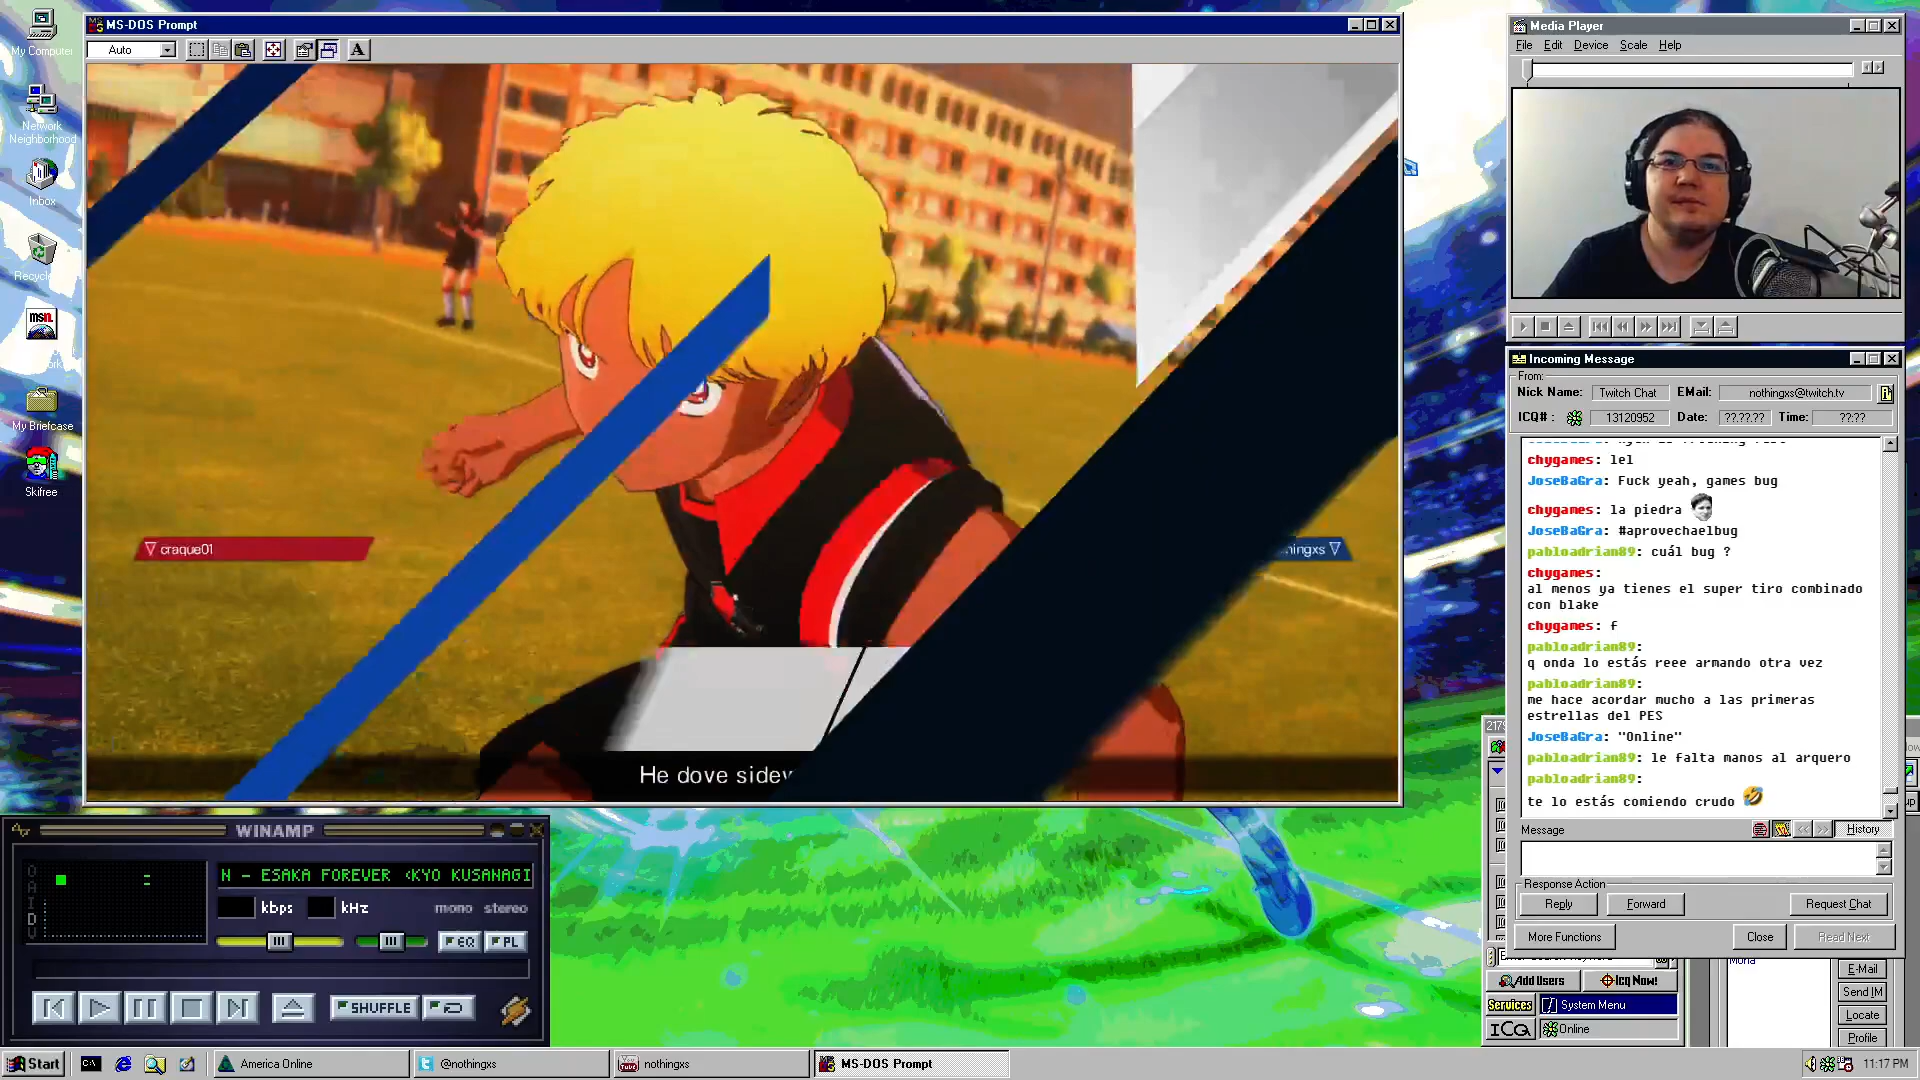 My Computer
Network Neighborhood
Inbox
Recycle
msn
My Briefcase
Skifree
MS-DOS Prompt
Auto
A
craque01
hingxs
He dove sidew
Media Player
File Edit Device Scale Help
Incoming Message
From:
Nick Name: Twitch Chat EMail: nothingxs@twitch.tv
ICQ# : 13120952 Date: ??.??.?? Time: ??:??
chygames: lel
JoseBaGra: Fuck yeah, games bug
chygames: la piedra
JoseBaGra: #aprovechaelbug
pabloadrian89: cuál bug ?
chygames:
al menos ya tienes el super tiro combinado
con blake
chygames: f
pabloadrian89:
q onda lo estás reee armando otra vez
pabloadrian89:
me hace acordar mucho a las primeras
estrellas del PES
JoseBaGra: "Online"
pabloadrian89: le falta manos al arquero
pabloadrian89:
te lo estás comiendo crudo 🤣
Message
History
Response Action
Reply Forward Request Chat
More Functions Close Read Next
Add Users Icq Now!
Services System Menu
ICQ Online
E-Mail
Send IM
Locate
Profile
WINAMP
N - ESAKA FOREVER <KYO KUSANAGI
kbps kHz mono stereo
EQ PL
SHUFFLE
Start America Online @nothingxs nothingxs MS-DOS Prompt 11:17 PM